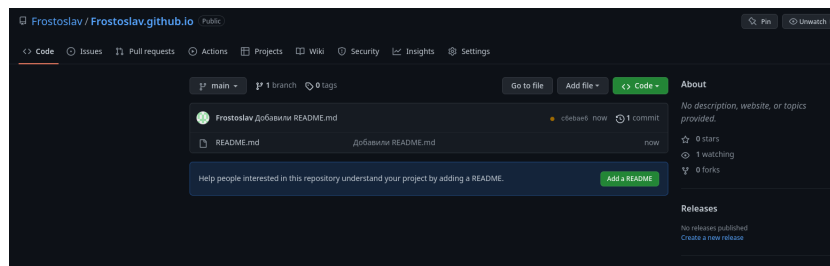 Frostoslav / Frostoslav.github.io Public
Pin
Unwatch
Code
Issues
Pull requests
Actions
Projects
Wiki
Security
Insights
Settings
main
1 branch
0 tags
Go to file
Add file
Code
Frostoslav Добавили README.md
c6ebae6 now
1 commit
README.md
Добавили README.md
now
Help people interested in this repository understand your project by adding a README.
Add a README
About
No description, website, or topics
provided.
0 stars
1 watching
0 forks
Releases
No releases published
Create a new release